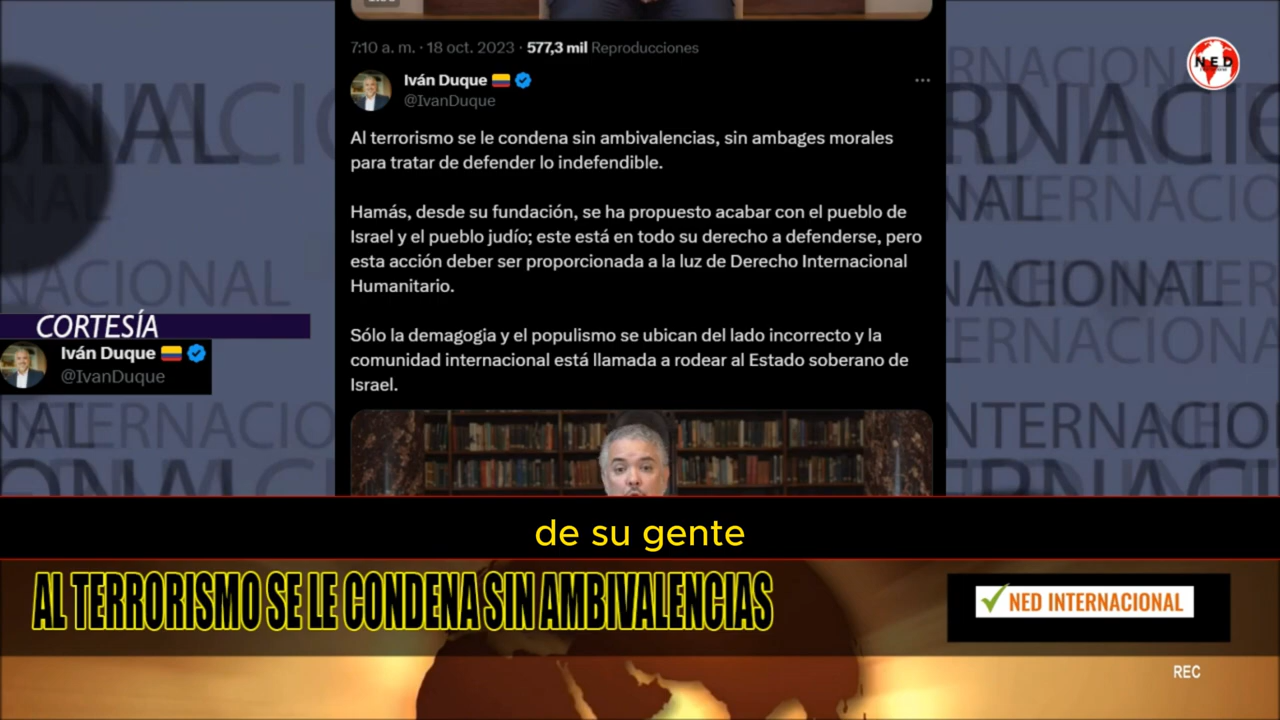 7:10 a. m. · 18 oct. 2023 · 577,3 mil Reproducciones
NED
Iván Duque
@IvanDuque
Al terrorismo se le condena sin ambivalencias, sin ambages morales
para tratar de defender lo indefendible.
Hamás, desde su fundación, se ha propuesto acabar con el pueblo de
Israel y el pueblo judío; este está en todo su derecho a defenderse, pero
esta acción deber ser proporcionada a la luz de Derecho Internacional
Humanitario.
Sólo la demagogia y el populismo se ubican del lado incorrecto y la
comunidad internacional está llamada a rodear al Estado soberano de
Israel.
CORTESÍA
Iván Duque
@IvanDuque
de su gente
AL TERRORISMO SE LE CONDENA SIN AMBIVALENCIAS
NED INTERNACIONAL
REC